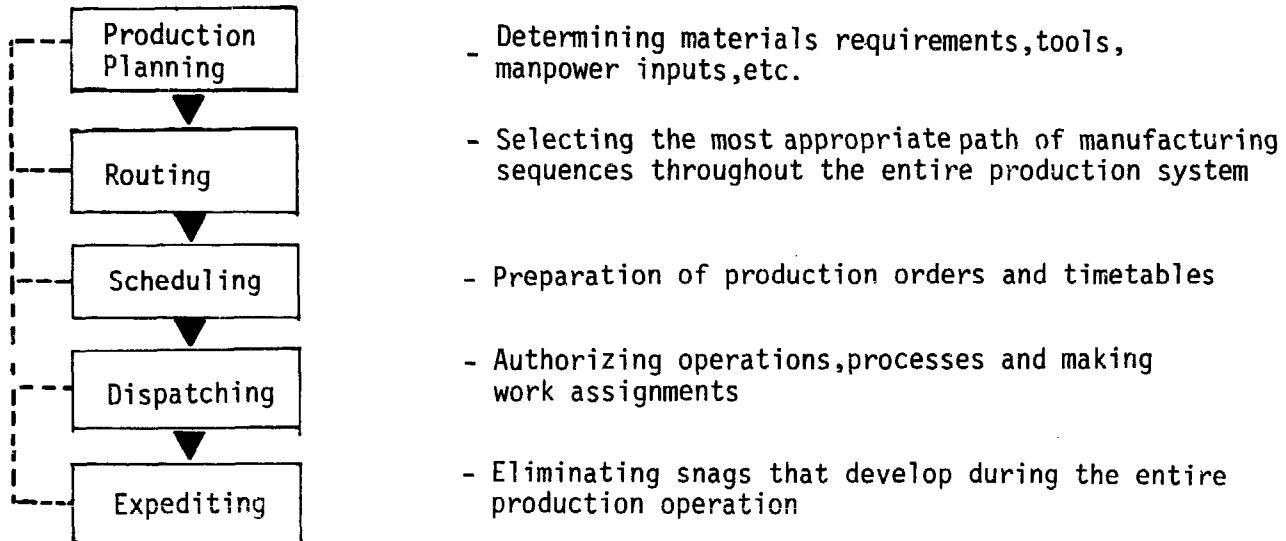 Production
Planning
- Determining materials requirements,tools,
manpower inputs,etc.
Routing
- Selecting the most appropriate path of manufacturing
sequences throughout the entire production system
Scheduling
- Preparation of production orders and timetables
Dispatching
- Authorizing operations,processes and making
work assignments
Expediting
- Eliminating snags that develop during the entire
production operation